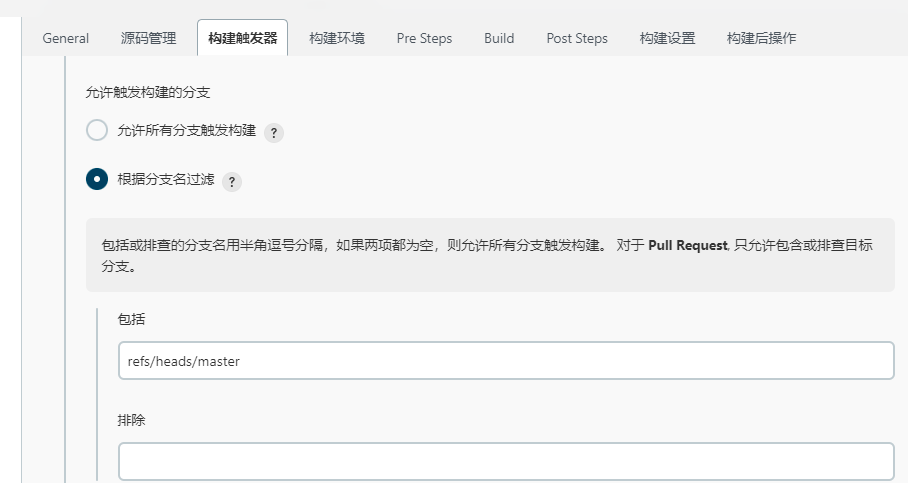 General 源码管理 构建触发器 构建环境 Pre Steps Build Post Steps 构建设置 构建后操作
允许触发构建的分支
允许所有分支触发构建 ?
根据分支名过滤 ?
包括或排查的分支名用半角逗号分隔，如果两项都为空，则允许所有分支触发构建。 对于 Pull Request, 只允许包含或排查目标
分支。
包括
refs/heads/master
排除